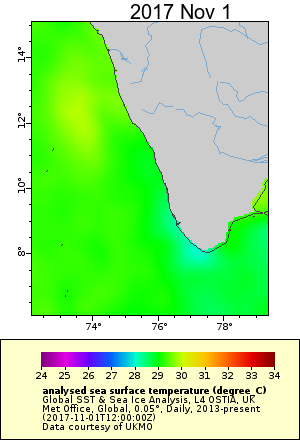 2017 Nov 1
14°
12°
10°
8°
74°
76°
78°
24 25 26 27 28 29 30 31 32 33 34
analysed sea surface temperature (degree_C)
Global SST & Sea Ice Analysis, L4 OSTIA, UK
Met Office, Global, 0.05°, Daily, 2013-present
(2017-11-01T12:00:00Z)
Data courtesy of UKMO